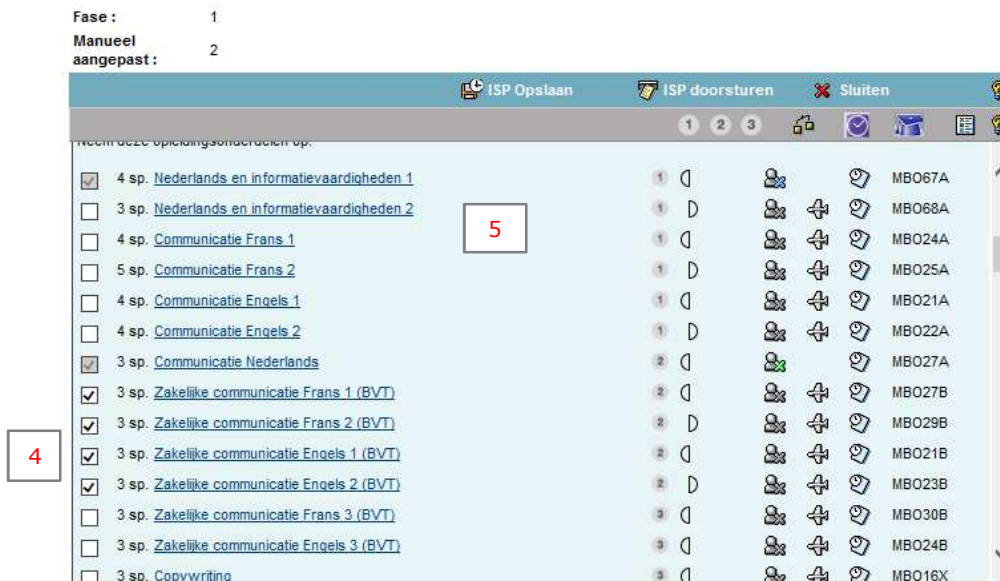 Fase : 1
Manueel aangepast : 2
ISP Opslaan ISP doorsturen Sluiten
1 2 3
Neem deze opleidingsonderdelen op:
4 sp. Nederlands en informatievaardigheden 1 1 MBO67A
3 sp. Nederlands en informatievaardigheden 2 1 MBO68A
5
4 sp. Communicatie Frans 1 1 MBO24A
5 sp. Communicatie Frans 2 1 MBO25A
4 sp. Communicatie Engels 1 1 MBO21A
4 sp. Communicatie Engels 2 1 MBO22A
3 sp. Communicatie Nederlands 2 MBO27A
3 sp. Zakelijke communicatie Frans 1 (BVT) 2 MBO27B
3 sp. Zakelijke communicatie Frans 2 (BVT) 2 MBO29B
4
3 sp. Zakelijke communicatie Engels 1 (BVT) 2 MBO21B
3 sp. Zakelijke communicatie Engels 2 (BVT) 2 MBO23B
3 sp. Zakelijke communicatie Frans 3 (BVT) 3 MBO30B
3 sp. Zakelijke communicatie Engels 3 (BVT) 3 MBO24B
3 sp. Copywriting 3 MBO16X